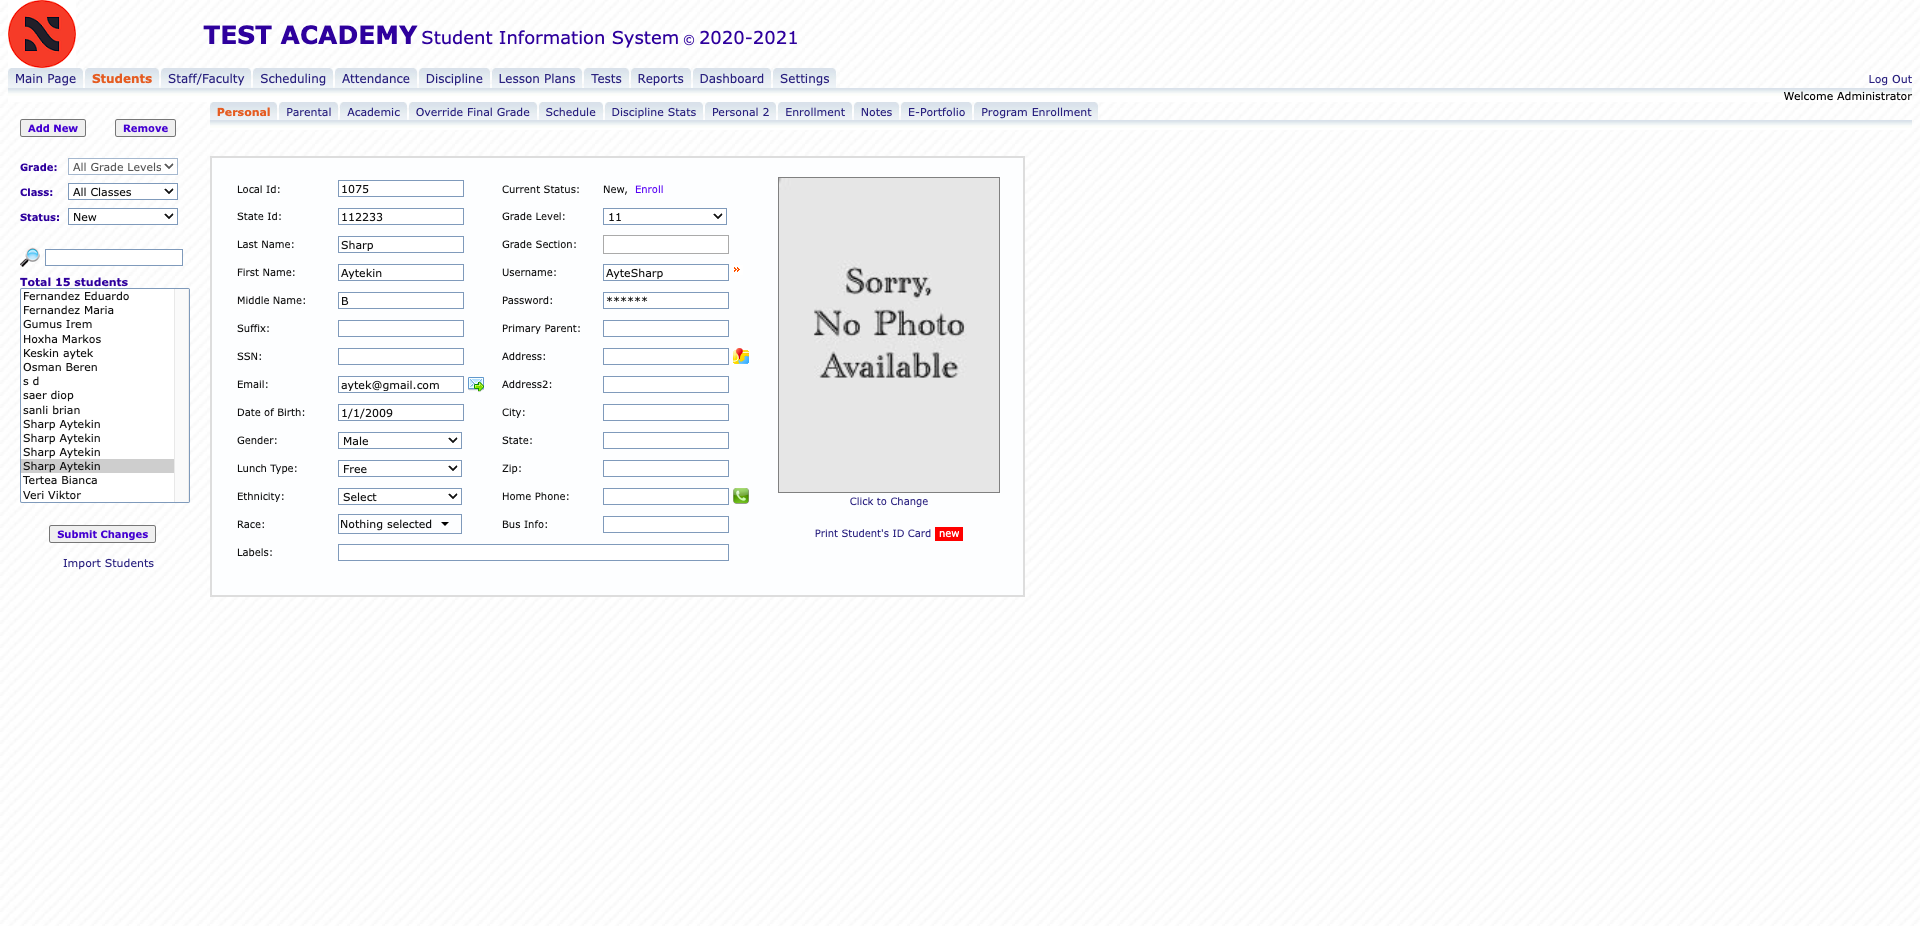 TEST ACADEMY Student Information System © 2020-2021
Main Page Students Staff/Faculty Scheduling Attendance Discipline Lesson Plans Tests Reports Dashboard Settings
Log Out
Welcome Administrator
Personal Parental Academic Override Final Grade Schedule Discipline Stats Personal 2 Enrollment Notes E-Portfolio Program Enrollment
Add New Remove
Grade: All Grade Levels
Class: All Classes
Status: New
Total 15 students
Fernandez Eduardo
Fernandez Maria
Gumus Irem
Hoxha Markos
Keskin aytek
Osman Beren
s d
saer diop
sanli brian
Sharp Aytekin
Sharp Aytekin
Sharp Aytekin
Sharp Aytekin
Tertea Bianca
Veri Viktor
Submit Changes
Import Students
Local Id: 1075 Current Status: New, Enroll
State Id: 112233 Grade Level: 11
Last Name: Sharp Grade Section:
First Name: Aytekin Username: AyteSharp »
Middle Name: B Password: ******
Suffix: Primary Parent:
SSN: Address:
Email: aytek@gmail.com Address2:
Date of Birth: 1/1/2009 City:
Gender: Male State:
Lunch Type: Free Zip:
Ethnicity: Select Home Phone:
Race: Nothing selected Bus Info:
Labels:
Sorry,
No Photo
Available
Click to Change
Print Student's ID Card new